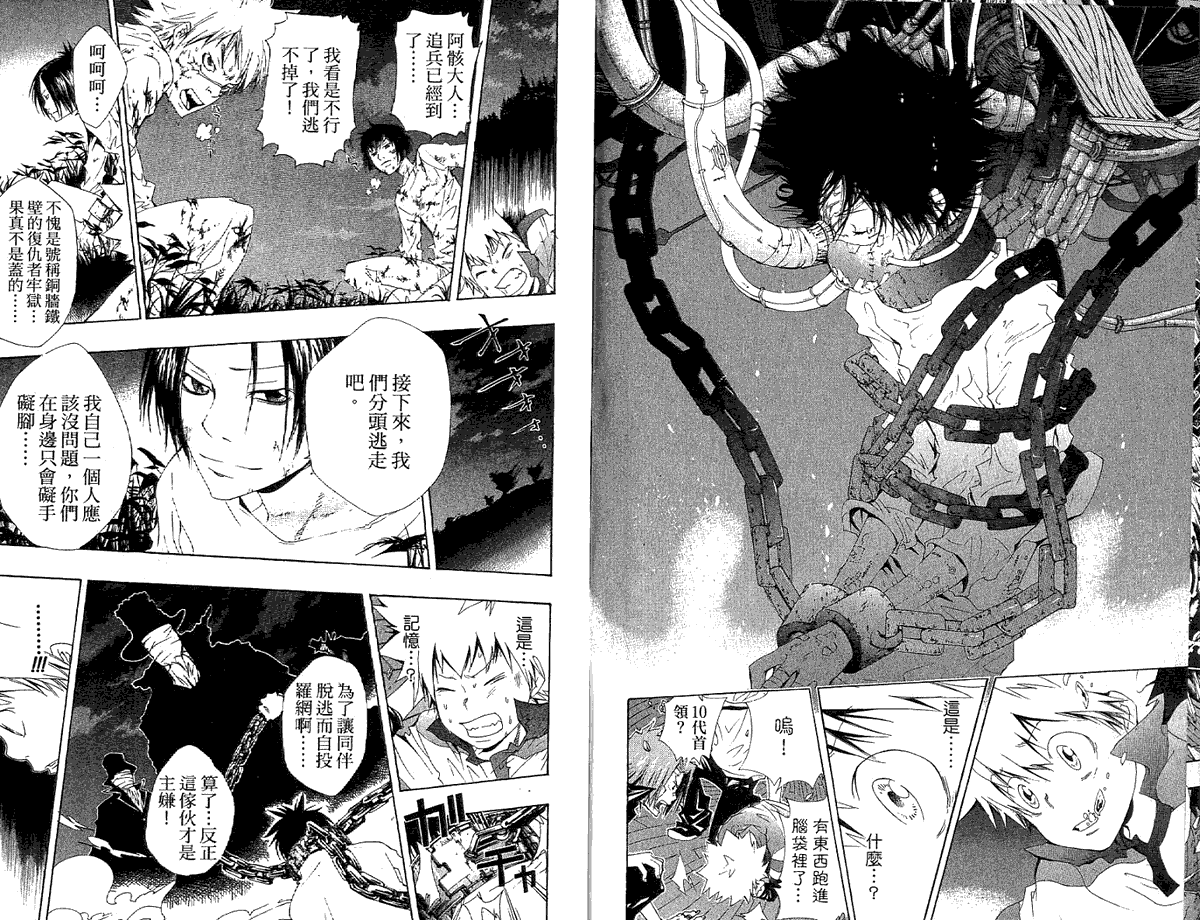 這是……
什麼…？
嗚！
有東西跑進
腦袋裡了…
10代首
領？
阿骸大人…
追兵已經到
了……
我看是不行
了，我們逃
不掉了！
呵呵呵…
不愧是號稱銅牆鐵
壁的復仇者牢獄…
果真不是蓋的……
接下來，我
們分頭逃走
吧。
我自己一個人應
該沒問題，你們
在身邊只會礙手
礙腳……
這是…
記憶…？
為了讓同伴
脫逃而自投
羅網啊……
算了…反正
這傢伙才是
主嫌！
………!!!